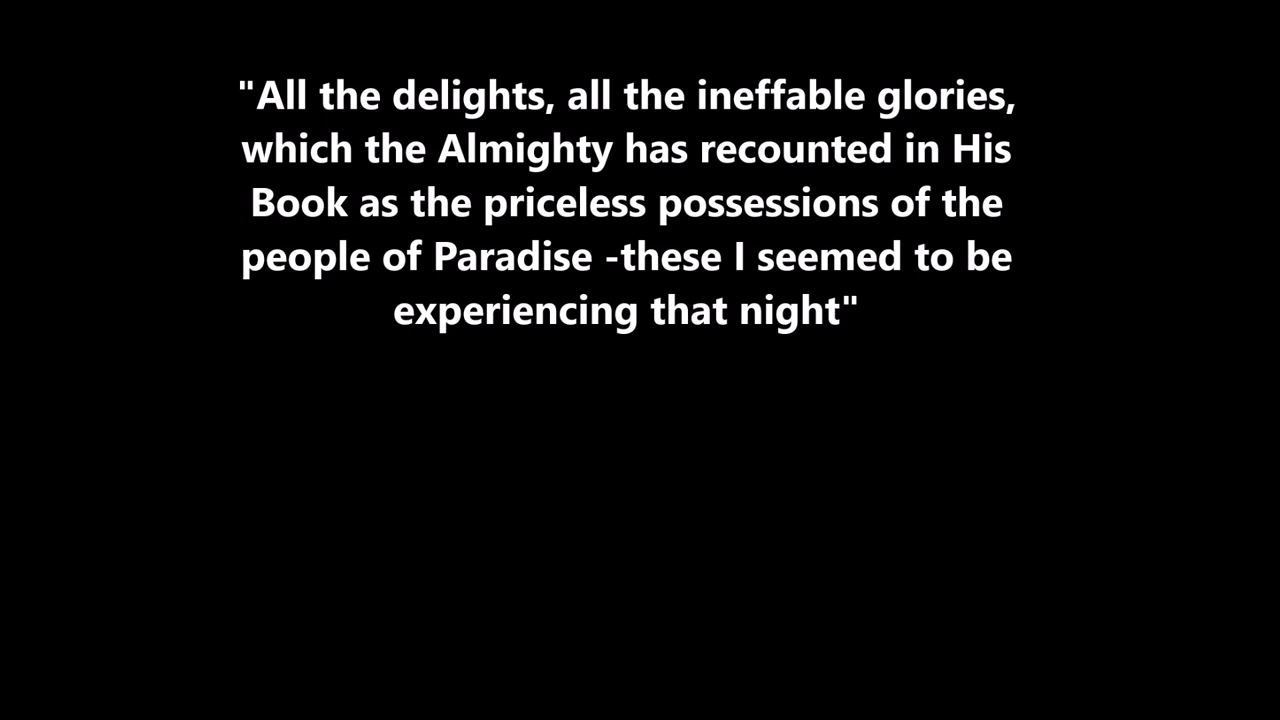 "All the delights, all the ineffable glories,
which the Almighty has recounted in His
Book as the priceless possessions of the
people of Paradise -these I seemed to be
experiencing that night"